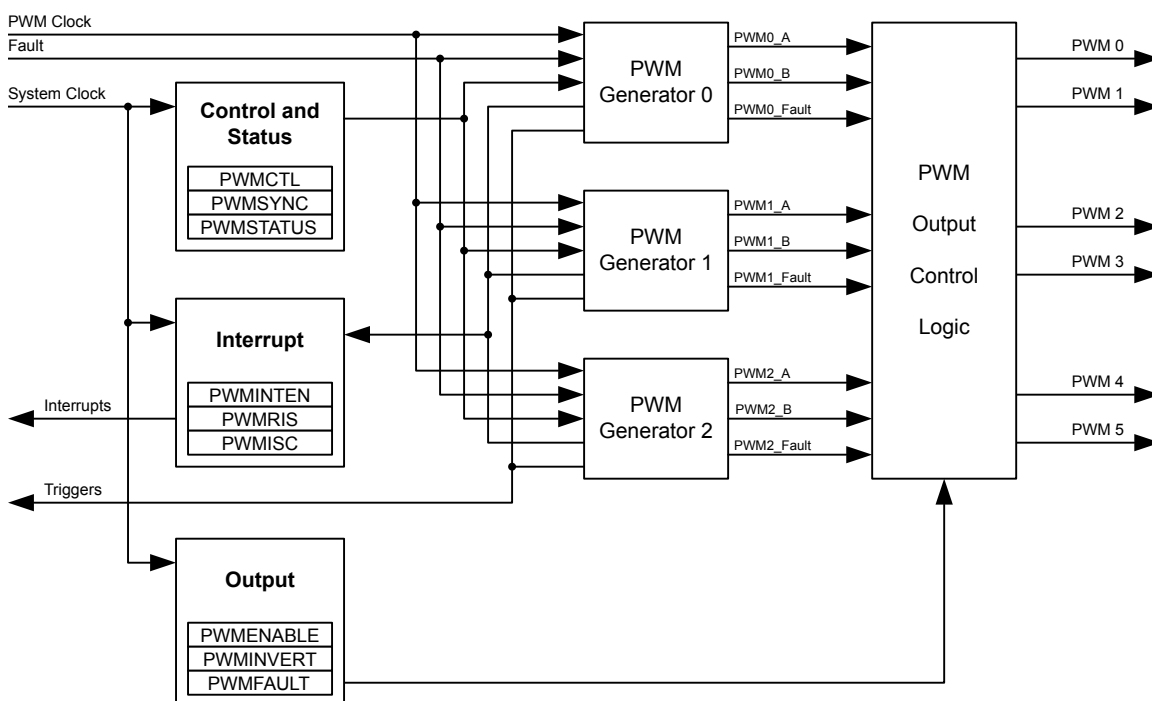 PWM Clock
Fault
System Clock
Control and
Status
PWMCTL
PWMSYNC
PWMSTATUS
Interrupt
PWMINTEN
PWMRIS
PWMISC
Interrupts
Triggers
Output
PWMENABLE
PWMINVERT
PWMFAULT
PWM
Generator 0
PWM0_A
PWM0_B
PWM0_Fault
PWM
Generator 1
PWM1_A
PWM1_B
PWM1_Fault
PWM
Generator 2
PWM2_A
PWM2_B
PWM2_Fault
PWM
Output
Control
Logic
PWM 0
PWM 1
PWM 2
PWM 3
PWM 4
PWM 5